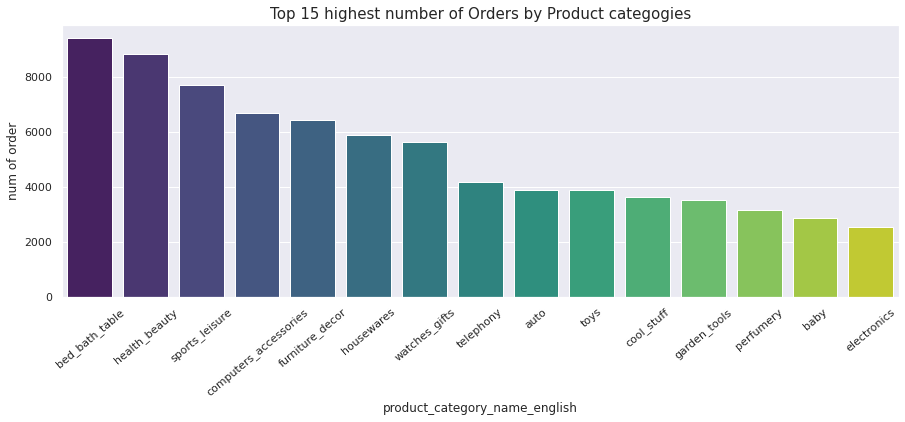 Top 15 highest number of Orders by Product categogies
num of order
8000
6000
4000
2000
0
bed_bath_table
health_beauty
sports_leisure
computers_accessories
furniture_decor
housewares
watches_gifts
telephony
auto
toys
cool_stuff
garden_tools
perfumery
baby
electronics
product_category_name_english